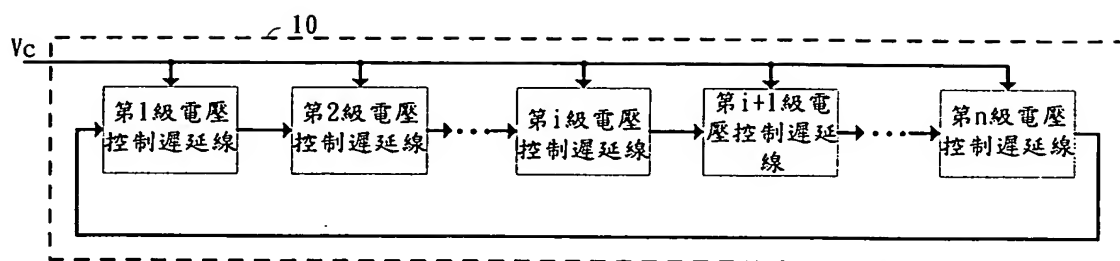 10
Vc
第1級電壓
控制遲延線
第2級電壓
控制遲延線
第i級電壓
控制遲延線
第i+1級電
壓控制遲延
線
第n級電壓
控制遲延線